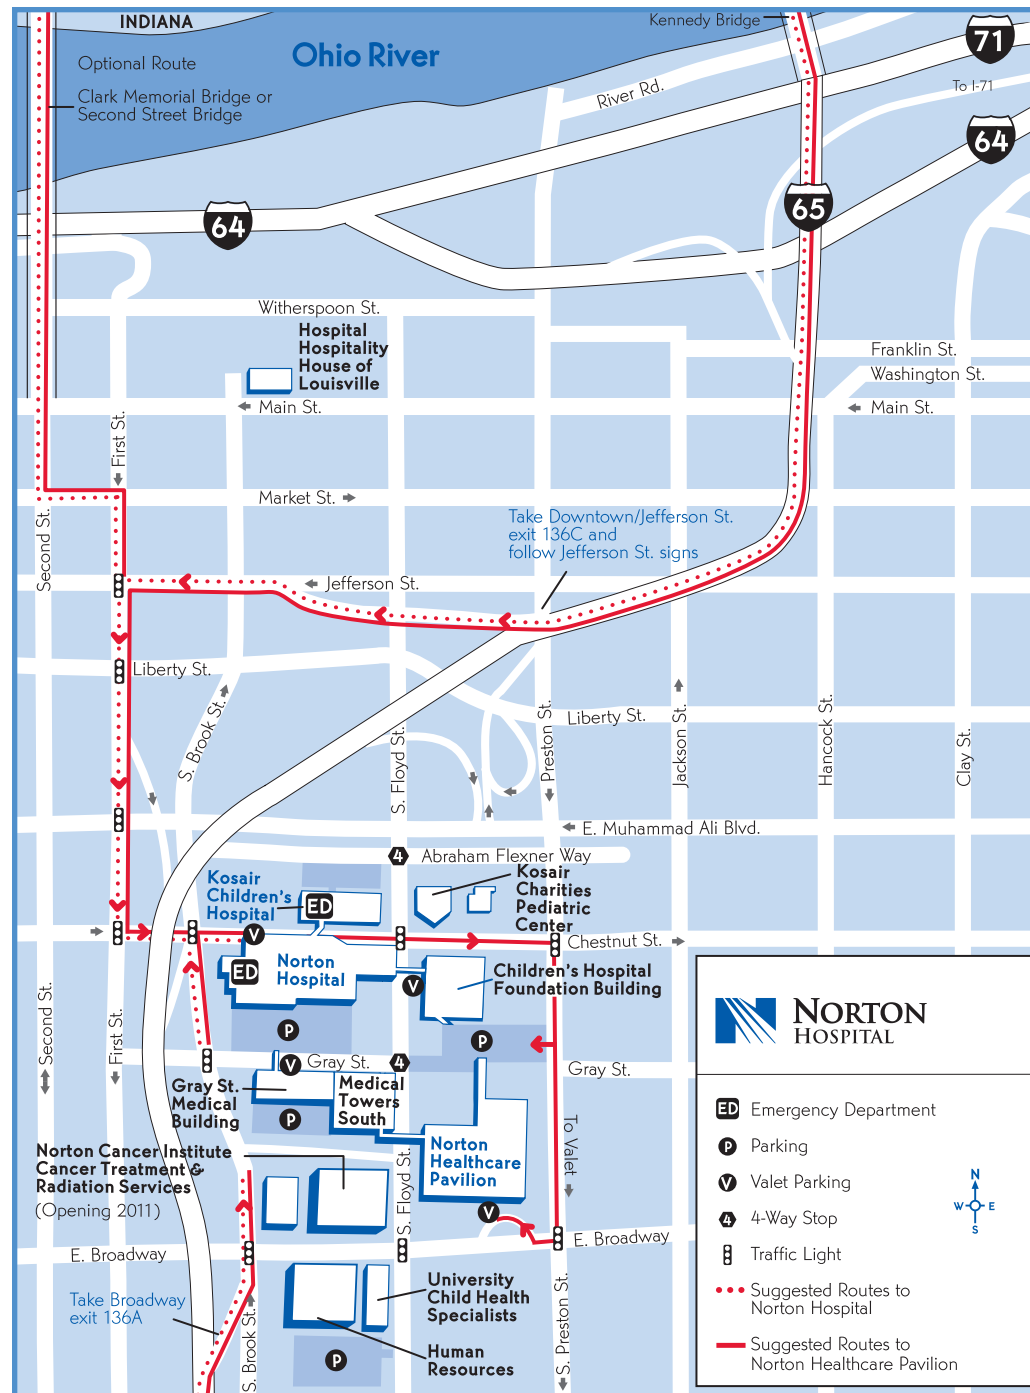 INDIANA
Kennedy Bridge
Ohio River
71
Optional Route
To I-71
River Rd.
Clark Memorial Bridge or
Second Street Bridge
64
65
64
Witherspoon St.
Hospital
Hospitality
House of
Louisville
Franklin St.
Washington St.
Main St.
Main St.
First St.
Market St.
Second St.
Take Downtown/Jefferson St.
exit 136C and
follow Jefferson St. signs
Jefferson St.
Liberty St.
Liberty St.
S. Brook St.
S. Floyd St.
Preston St.
Jackson St.
Hancock St.
Clay St.
E. Muhammad Ali Blvd.
4
Abraham Flexner Way
Kosair
Children's
Hospital
ED
Kosair
Charities
Pediatric
Center
V
Chestnut St.
ED
Norton
Hospital
V
Children's Hospital
Foundation Building
Second St.
First St.
P
P
V
Gray St.
4
Gray St.
Gray St.
Medical
Building
Medical
Towers
South
P
To Valet
Norton
Healthcare
Pavilion
Norton Cancer Institute
Cancer Treatment &
Radiation Services
(Opening 2011)
S. Floyd St.
V
E. Broadway
E. Broadway
Take Broadway
exit 136A
S. Brook St.
University
Child Health
Specialists
Human
Resources
P
S. Preston St.
NORTON
HOSPITAL
ED Emergency Department
P Parking
V Valet Parking
4 4-Way Stop
Traffic Light
N
W E
S
Suggested Routes to
Norton Hospital
Suggested Routes to
Norton Healthcare Pavilion